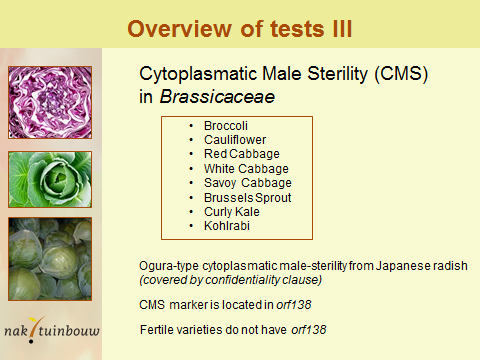 Overview of tests III
Cytoplasmatic Male Sterility (CMS)
in Brassicaceae
• Broccoli
• Cauliflower
• Red Cabbage
• White Cabbage
• Savoy Cabbage
• Brussels Sprout
• Curly Kale
• Kohlrabi
Ogura-type cytoplasmatic male-sterility from Japanese radish
(covered by confidentiality clause)
CMS marker is located in orf138
Fertile varieties do not have orf138
nak tuinbouw